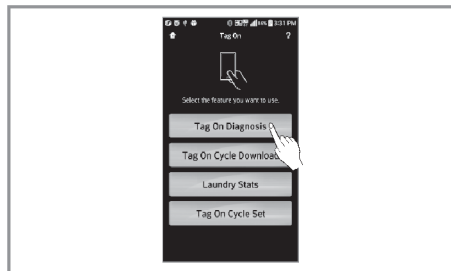 3:31 PM
Tag On
?
Select the feature you want to use.
Tag On Diagnosis
Tag On Cycle Download
Laundry Stats
Tag On Cycle Set